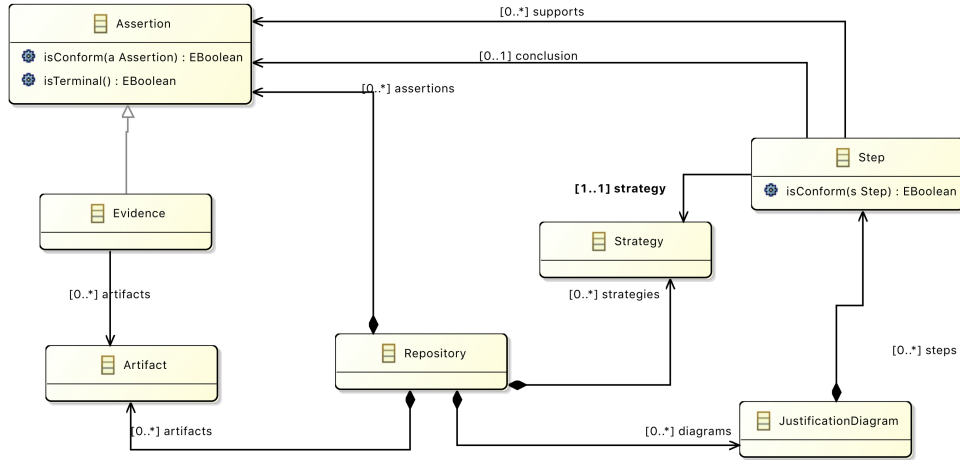 [0..*] supports
Assertion
isConform(a Assertion) : EBoolean
isTerminal() : EBoolean
[0..1] conclusion
[0..*] assertions
Step
isConform(s Step) : EBoolean
[1..1] strategy
Evidence
Strategy
[0..*] artifacts
[0..*] strategies
Artifact
Repository
[0..*] steps
JustificationDiagram
[0..*] artifacts
[0..*] diagrams